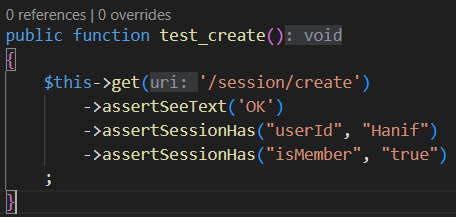 0 references | 0 overrides
public function test_create(): void
{
    $this->get(uri: '/session/create')
        ->assertSeeText('OK')
        ->assertSessionHas("userId", "Hanif")
        ->assertSessionHas("isMember", "true")
    ;
}